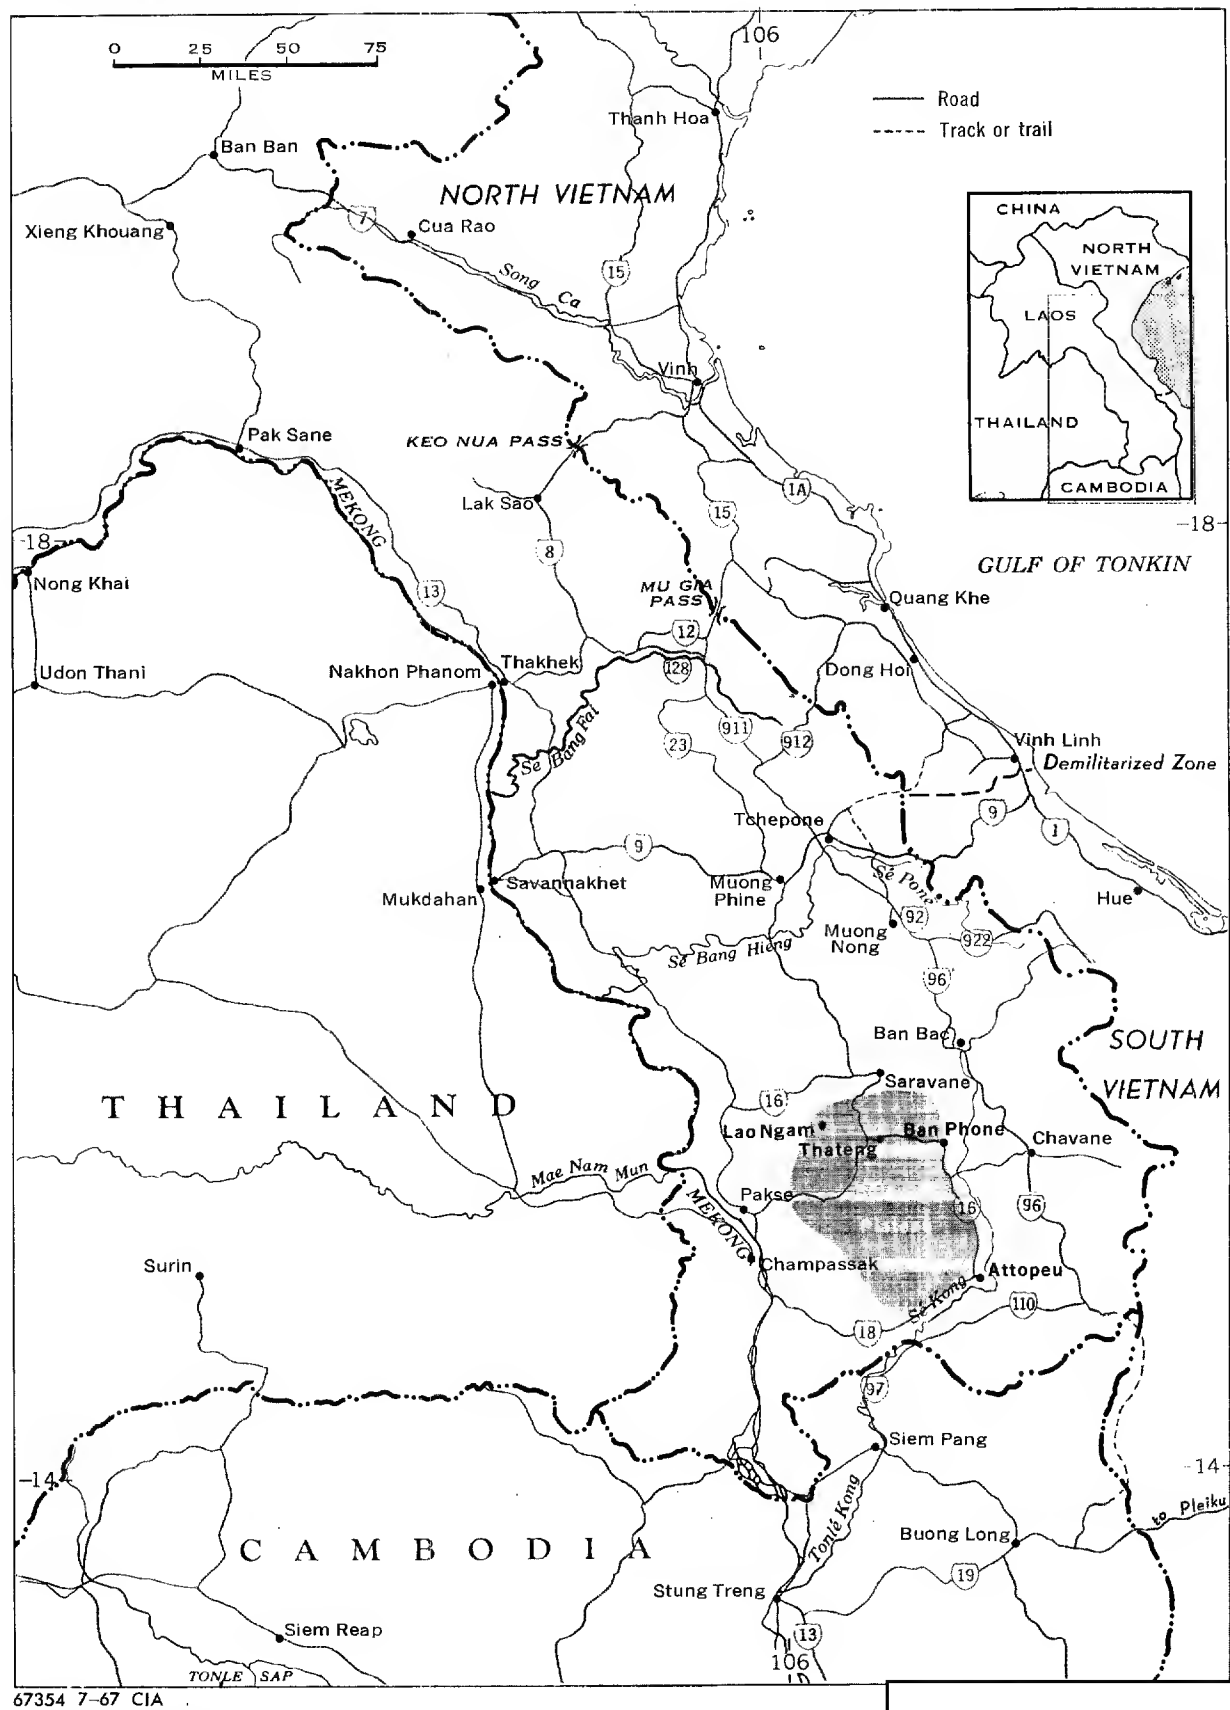 106
0 25 50 75
MILES
Road
Track or trail
Thanh Hoa
Ban Ban
NORTH VIETNAM
CHINA
NORTH
VIETNAM
LAOS
THAILAND
CAMBODIA
7
Cua Rao
Xieng Khouang
Song Ca
15
Vinh
Pak Sane
KEO NUA PASS
MEKONG
Lak Sao
1A
15
18
18
8
GULF OF TONKIN
Nong Khai
13
MU GIA
PASS
Quang Khe
12
Udon Thani
Nakhon Phanom
Thakhek
128
Dong Hoi
Se Bang Fai
23
911
912
Vinh Linh
Demilitarized Zone
Tchepone
9
9
1
Mukdahan
Savannakhet
Muong
Phine
Sé Pone
Hue
92
Muong
Nong
922
Sé Bang Hieng
96
Ban Bac
SOUTH
VIETNAM
Saravane
THAILAND
16
Lao Ngam
Ban Phone
Thateng
Chavane
Mae Nam Mun
Pakse
MEKONG
16
96
Surin
Champassak
Attopeu
Sé Kong
110
18
97
Siem Pang
14
14
to Pleiku
Tonlé Kong
Buong Long
CAMBODIA
19
Stung Treng
Siem Reap
13
106
TONLE SAP
67354 7-67 CIA